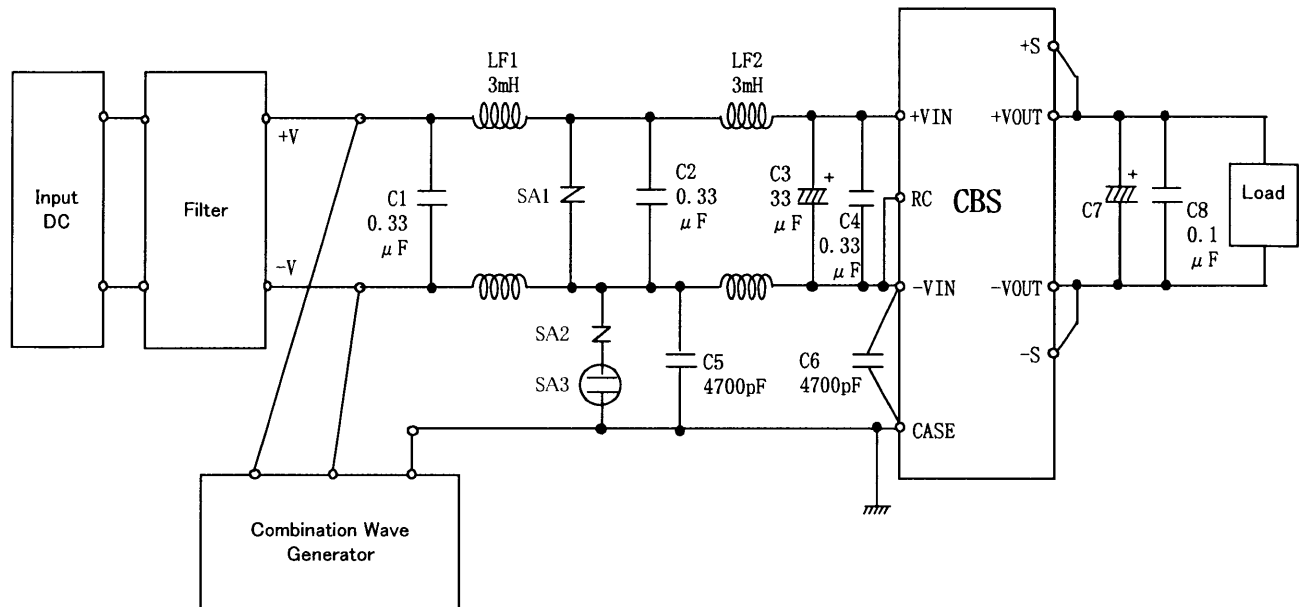 Input
DC
Filter
+V
-V
LF1
3mH
LF2
3mH
C1
0.33
μF
SA1
C2
0.33
μF
C3
33
μF
+
C4
0.33
μF
SA2
SA3
C5
4700pF
C6
4700pF
+VIN
RC
-VIN
CASE
CBS
+S
+VOUT
-VOUT
-S
C7
+
C8
0.1
μF
Load
Combination Wave
Generator